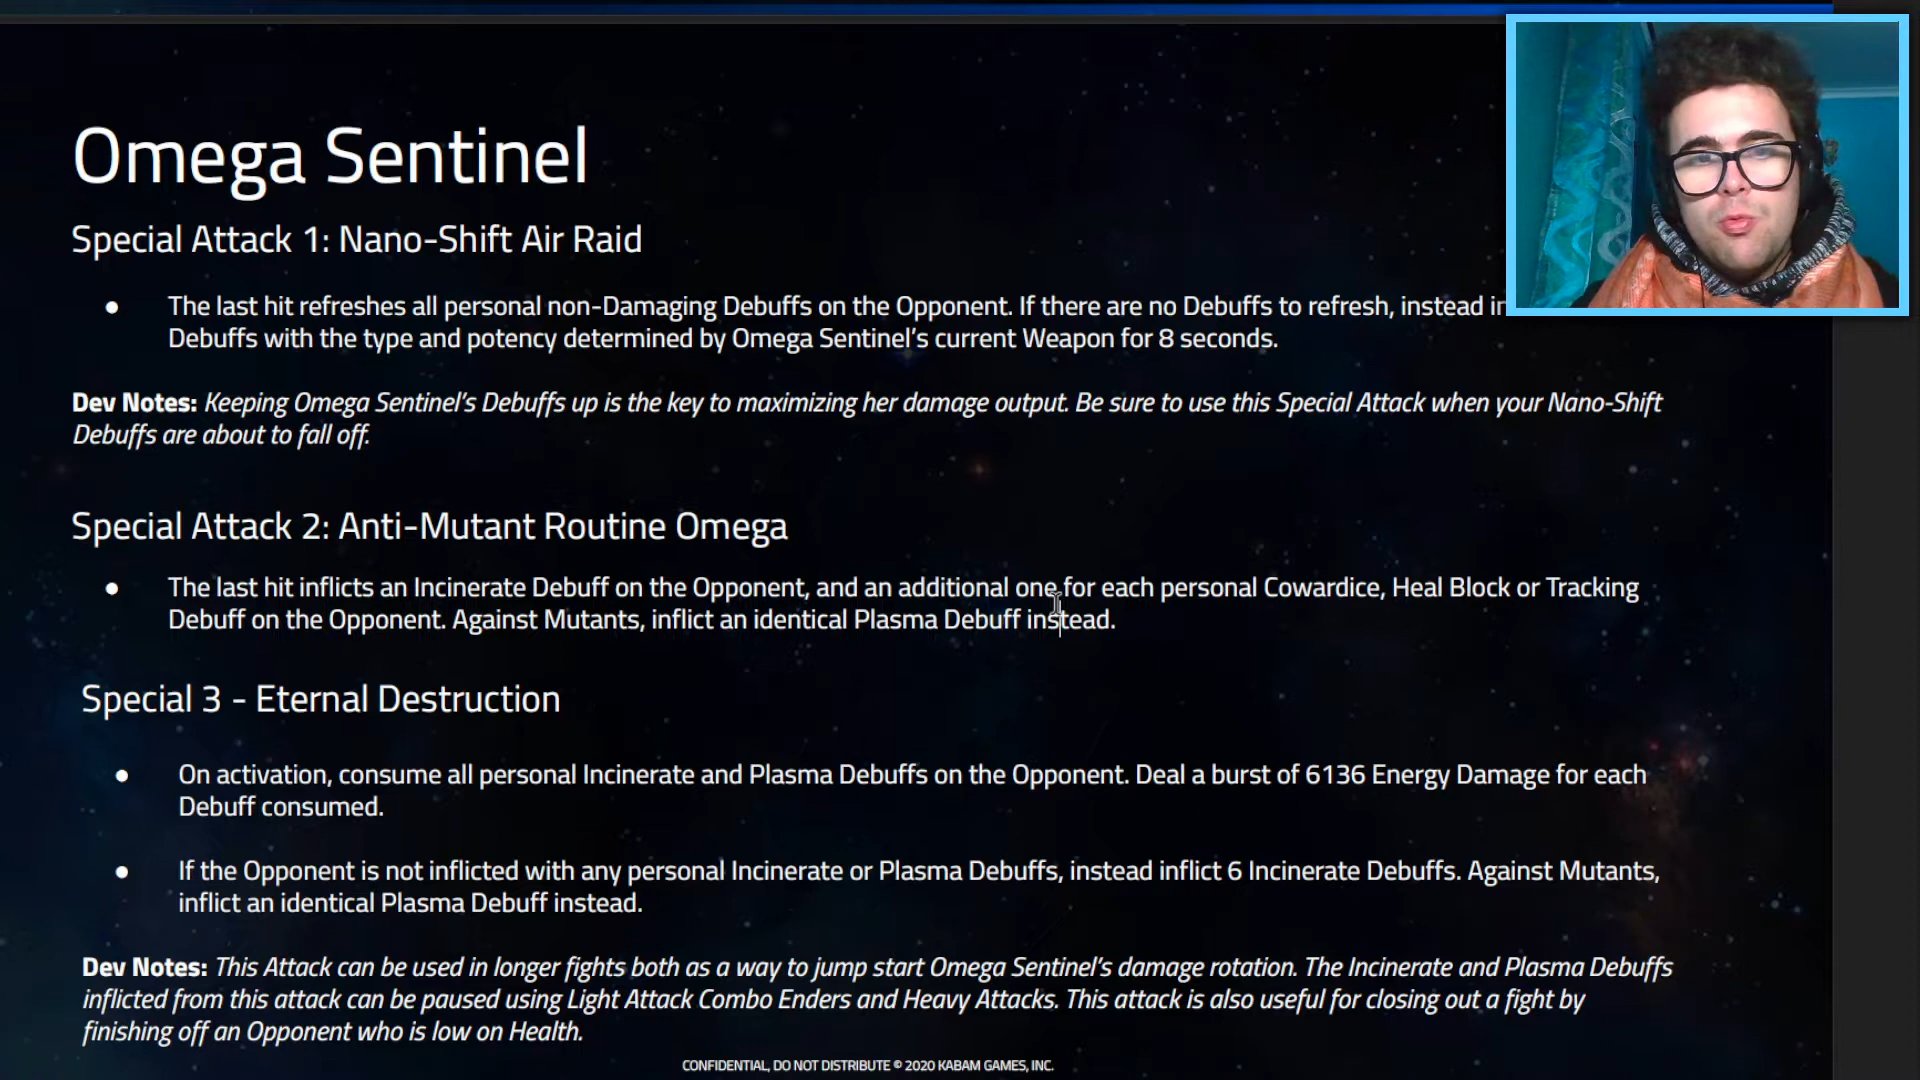 Omega Sentinel
Special Attack 1: Nano-Shift Air Raid
● The last hit refreshes all personal non-Damaging Debuffs on the Opponent. If there are no Debuffs to refresh, instead
Debuffs with the type and potency determined by Omega Sentinel’s current Weapon for 8 seconds.
Dev Notes: Keeping Omega Sentinel’s Debuffs up is the key to maximizing her damage output. Be sure to use this Special Attack when your Nano-Shift
Debuffs are about to fall off.
Special Attack 2: Anti-Mutant Routine Omega
● The last hit inflicts an Incinerate Debuff on the Opponent, and an additional one for each personal Cowardice, Heal Block or Tracking
Debuff on the Opponent. Against Mutants, inflict an identical Plasma Debuff instead.
Special 3 - Eternal Destruction
● On activation, consume all personal Incinerate and Plasma Debuffs on the Opponent. Deal a burst of 6136 Energy Damage for each
Debuff consumed.
● If the Opponent is not inflicted with any personal Incinerate or Plasma Debuffs, instead inflict 6 Incinerate Debuffs. Against Mutants,
inflict an identical Plasma Debuff instead.
Dev Notes: This Attack can be used in longer fights both as a way to jump start Omega Sentinel’s damage rotation. The Incinerate and Plasma Debuffs
inflicted from this attack can be paused using Light Attack Combo Enders and Heavy Attacks. This attack is also useful for closing out a fight by
finishing off an Opponent who is low on Health.
CONFIDENTIAL, DO NOT DISTRIBUTE © 2020 KABAM GAMES, INC.